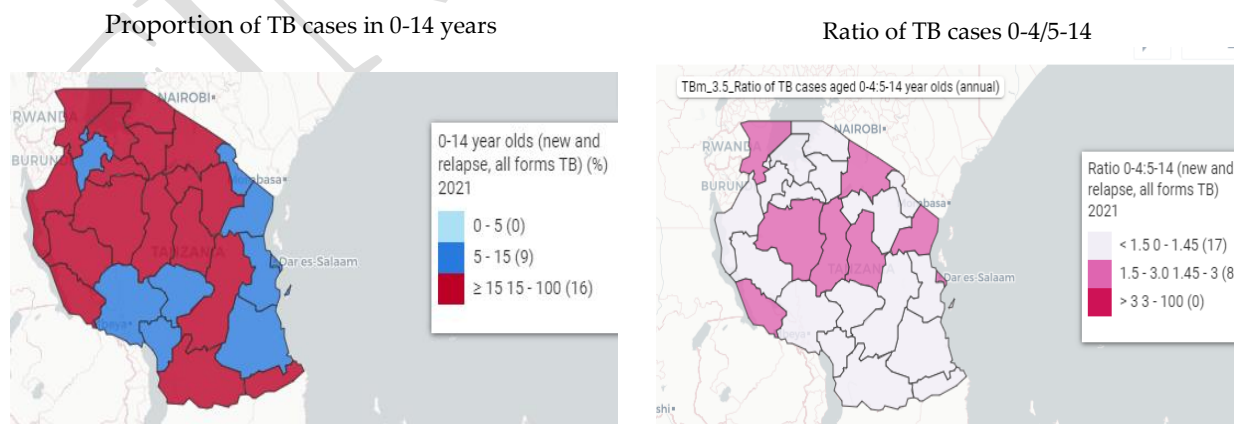 Proportion of TB cases in 0-14 years
NAIROBI
RWANDA
BURUN
mbasa
TANZANIA
Dar es-Salaam
0-14 year olds (new and
relapse, all forms TB) (%)
2021
0 - 5 (0)
5 - 15 (9)
≥ 15 15 - 100 (16)
Ratio of TB cases 0-4/5-14
TBm_3.5_Ratio of TB cases aged 0-4:5-14 year olds (annual)
NAIROBI
RWANDA
BURUN
mbasa
TANZANIA
Dar es-Salaam
shi
Ratio 0-4:5-14 (new and
relapse, all forms TB)
2021
< 1.5 0 - 1.45 (17)
1.5 - 3.0 1.45 - 3 (8
> 3 3 - 100 (0)